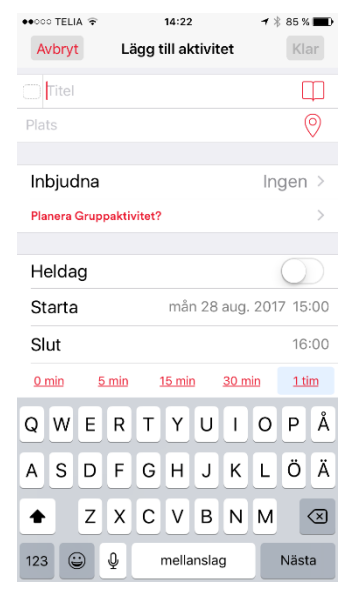 TELIA 14:22 85 %
Avbryt Lägg till aktivitet Klar
Titel
Plats
Inbjudna Ingen
Planera Gruppaktivitet?
Heldag
Starta mån 28 aug. 2017 15:00
Slut 16:00
0 min 5 min 15 min 30 min 1 tim
Q W E R T Y U I O P Å
A S D F G H J K L Ö Ä
Z X C V B N M
123 mellanslag Nästa